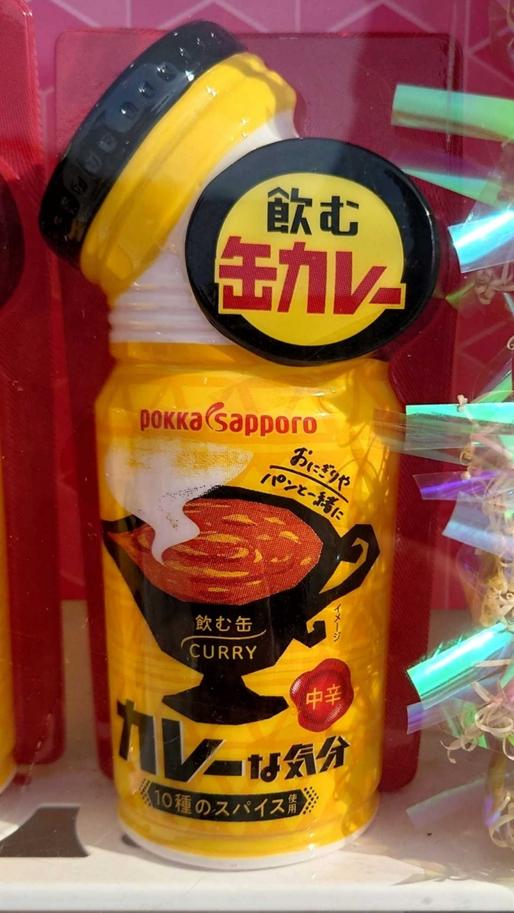 飲む
缶カレー
pokka sapporo
おにぎりや
パンと一緒に
イメージ
飲む缶
CURRY
中辛
カレーな気分
10種のスパイス使用